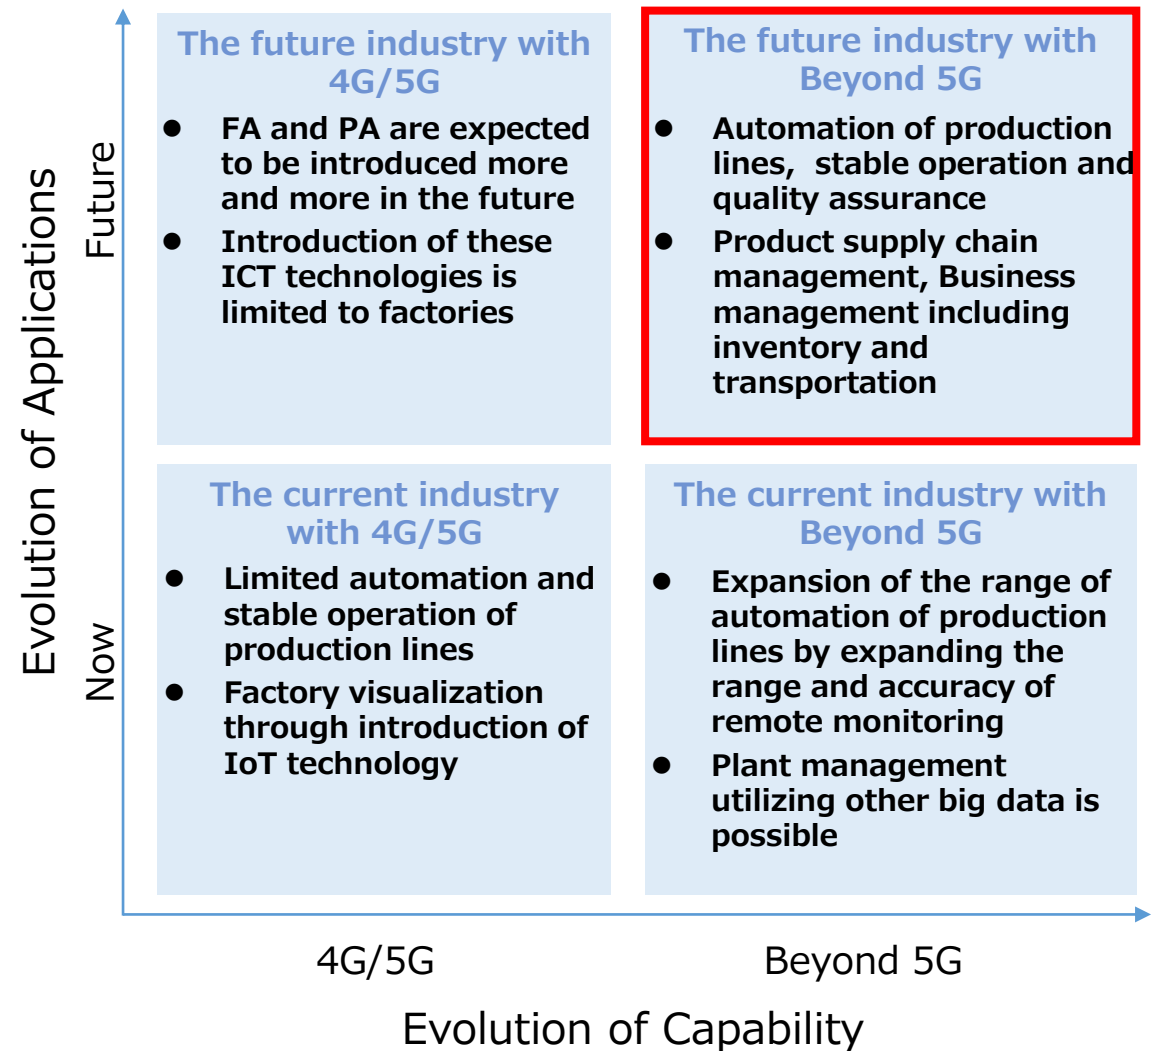 The future industry with
4G/5G
● FA and PA are expected
to be introduced more
and more in the future
● Introduction of these
ICT technologies is
limited to factories
The future industry with
Beyond 5G
● Automation of production
lines,  stable operation and
quality assurance
● Product supply chain
management, Business
management including
inventory and
transportation
The current industry
with 4G/5G
● Limited automation and
stable operation of
production lines
● Factory visualization
through introduction of
IoT technology
The current industry with
Beyond 5G
● Expansion of the range of
automation of production
lines by expanding the
range and accuracy of
remote monitoring
● Plant management
utilizing other big data is
possible
Evolution of Applications
Future
Now
4G/5G
Beyond 5G
Evolution of Capability